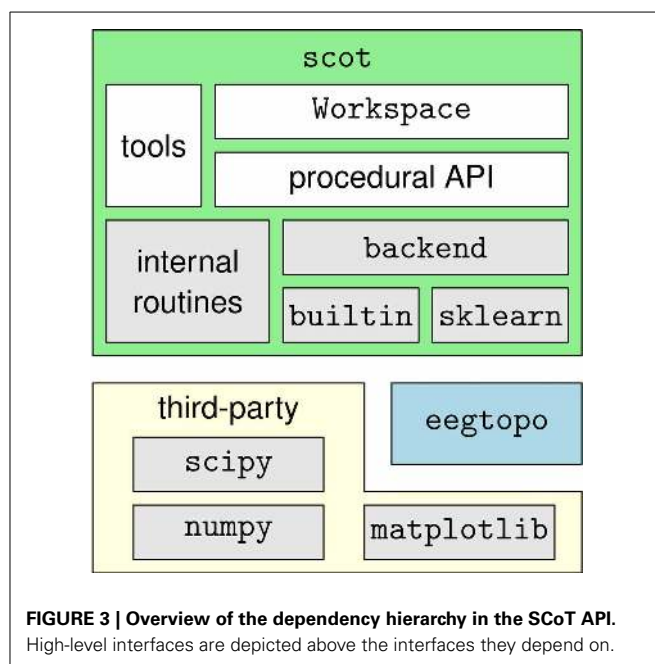 scot
tools
Workspace
procedural API
internal
routines
backend
builtin
sklearn
third-party
scipy
numpy
eegtopo
matplotlib
FIGURE 3 | Overview of the dependency hierarchy in the SCoT API.
High-level interfaces are depicted above the interfaces they depend on.